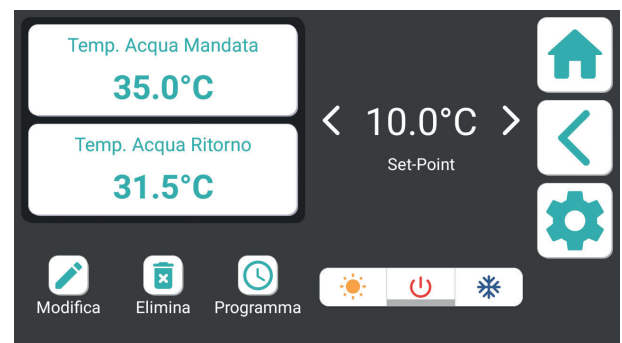 Temp. Acqua Mandata
35.0°C
Temp. Acqua Ritorno
31.5°C
10.0°C
Set-Point
Modifica
Elimina
Programma